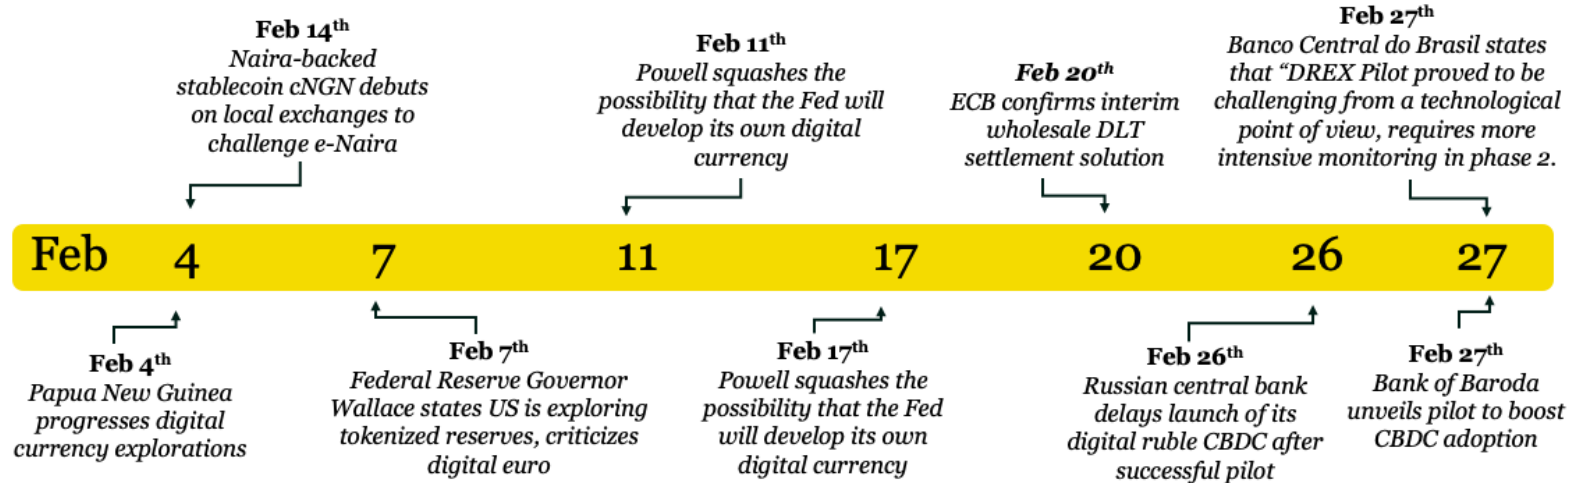 Feb 14th
Naira-backed
stablecoin cNGN debuts
on local exchanges to
challenge e-Naira
Feb 11th
Powell squashes the
possibility that the Fed will
develop its own digital
currency
Feb 20th
ECB confirms interim
wholesale DLT
settlement solution
Feb 27th
Banco Central do Brasil states
that “DREX Pilot proved to be
challenging from a technological
point of view, requires more
intensive monitoring in phase 2.
Feb 4 7 11 17 20 26 27
Feb 4th
Papua New Guinea
progresses digital
currency explorations
Feb 7th
Federal Reserve Governor
Wallace states US is exploring
tokenized reserves, criticizes
digital euro
Feb 17th
Powell squashes the
possibility that the Fed
will develop its own
digital currency
Feb 26th
Russian central bank
delays launch of its
digital ruble CBDC after
successful pilot
Feb 27th
Bank of Baroda
unveils pilot to boost
CBDC adoption